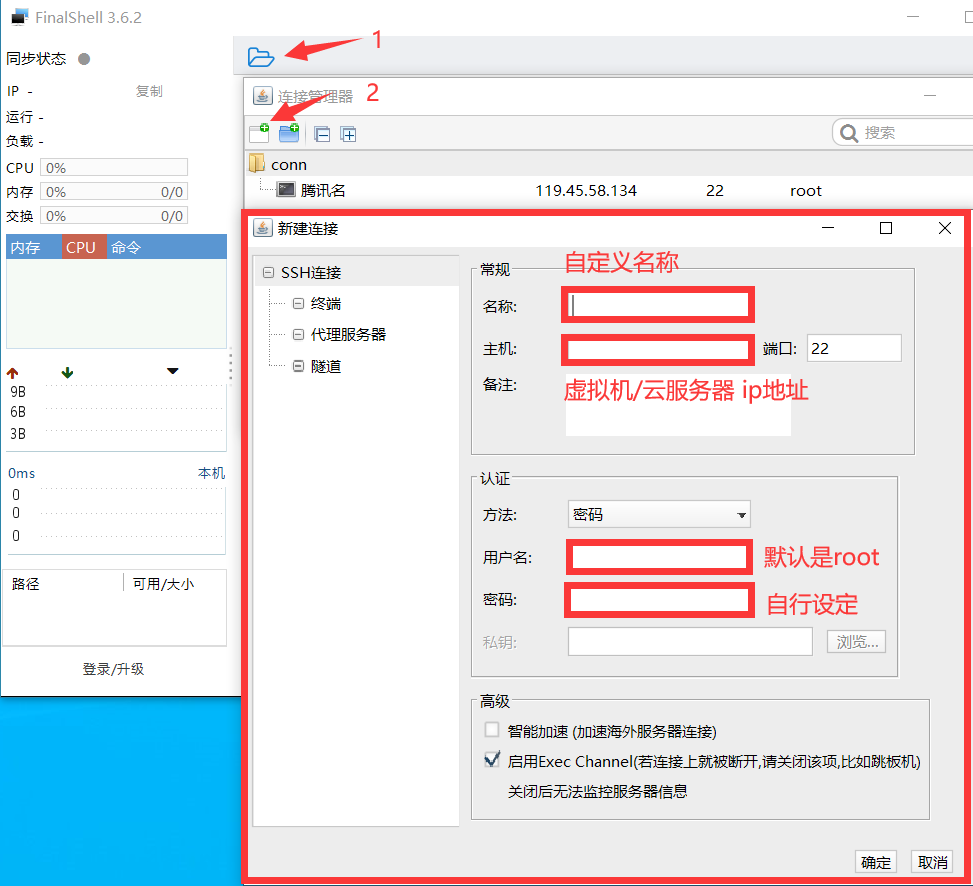 FinalShell 3.6.2
同步状态
1
IP -
复制
运行 -
负载 -
CPU 0%
内存 0% 0/0
交换 0% 0/0
内存 CPU 命令
9B
6B
3B
0ms 本机
0
0
0
路径 可用/大小
登录/升级
连接管理器 2
搜索
conn
腾讯名 119.45.58.134 22 root
新建连接
SSH连接
终端
代理服务器
隧道
常规
自定义名称
名称:
主机: 端口: 22
备注: 虚拟机/云服务器 ip地址
认证
方法: 密码
用户名: 默认是root
密码: 自行设定
私钥: 浏览...
高级
智能加速 (加速海外服务器连接)
启用Exec Channel(若连接上就被断开,请关闭该项,比如跳板机)
关闭后无法监控服务器信息
确定 取消